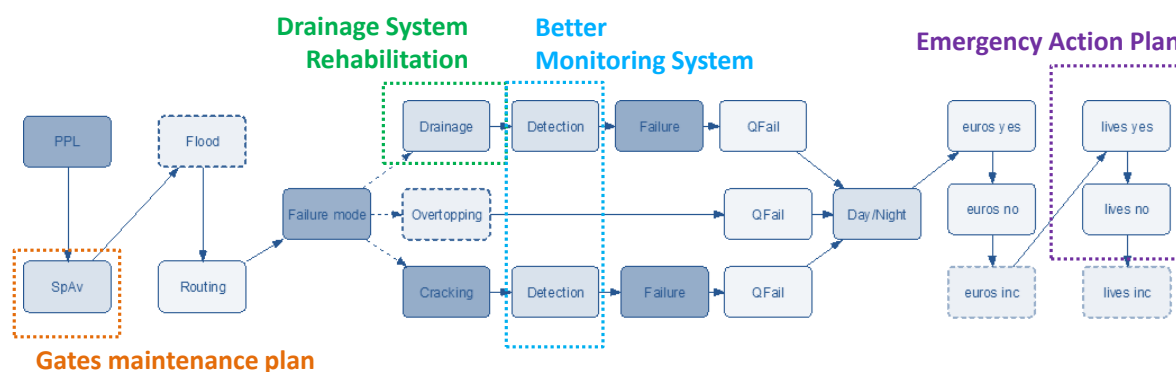 Drainage System
Rehabilitation
Better
Monitoring System
Emergency Action Plan
PPL
Flood
Drainage
Detection
Failure
QFail
euros yes
lives yes
Failure mode
Overtopping
QFail
Day/Night
euros no
lives no
SpAv
Routing
Cracking
Detection
Failure
QFail
euros inc
lives inc
Gates maintenance plan